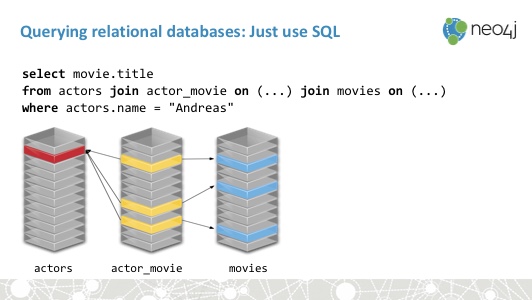 Querying relational databases: Just use SQL
neo4j
select movie.title
from actors join actor_movie on (...) join movies on (...)
where actors.name = "Andreas"
actors
actor_movie
movies